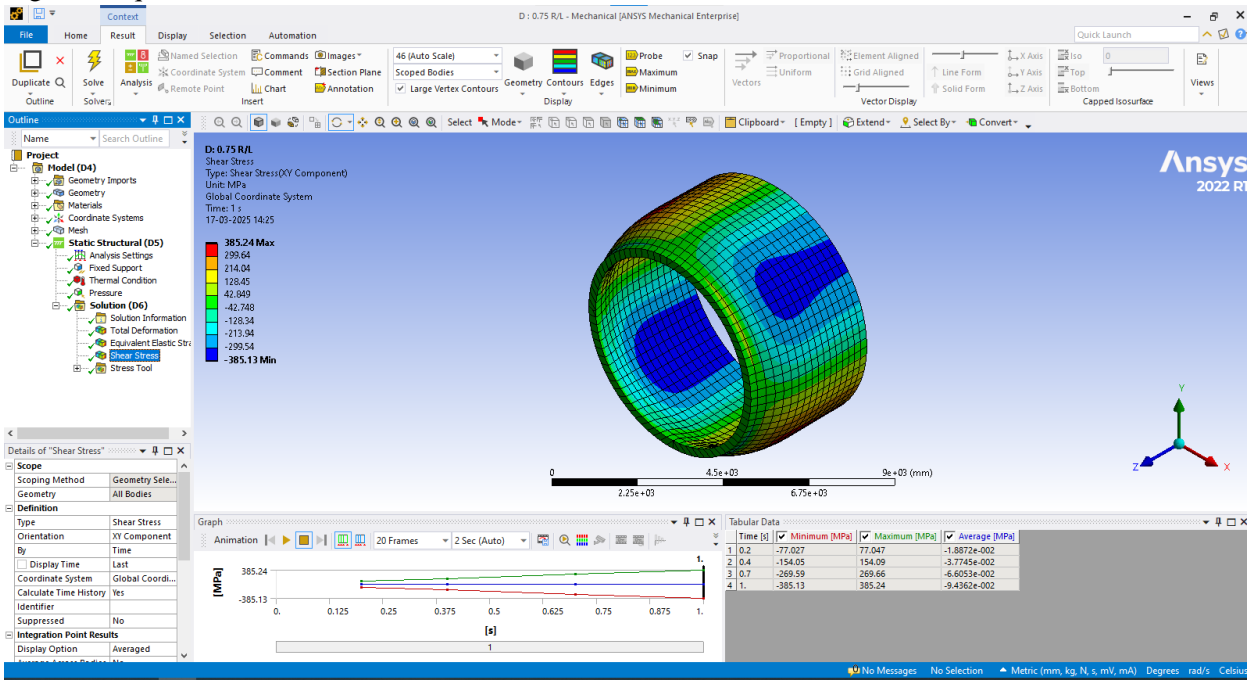 Context
D : 0.75 R/L - Mechanical [ANSYS Mechanical Enterprise]
File Home Result Display Selection Automation
Quick Launch
Duplicate Q
Outline
Solve
Solvers
Analysis
Named Selection Commands Images
Coordinate System Comment Section Plane
Remote Point Chart Annotation
Insert
46 (Auto Scale)
Scoped Bodies
Large Vertex Contours
Geometry Contours Edges
Probe Snap
Maximum
Minimum
Display
Vectors
Proportional
Uniform
Element Aligned
Grid Aligned
Line Form
Solid Form
X Axis
Y Axis
Z Axis
Vector Display
Iso 0
Top
Bottom
Capped Isosurface
Views
Outline
Select Mode Clipboard [ Empty ] Extend Select By Convert
Name Search Outline
Project
Model (D4)
Geometry Imports
Geometry
Materials
Coordinate Systems
Mesh
Static Structural (D5)
Analysis Settings
Fixed Support
Thermal Condition
Pressure
Solution (D6)
Solution Information
Total Deformation
Equivalent Elastic Stra
Shear Stress
Stress Tool
D: 0.75 R/L
Shear Stress
Type: Shear Stress(XY Component)
Unit: MPa
Global Coordinate System
Time: 1 s
17-03-2025 14:25
385.24 Max
299.64
214.04
128.45
42.849
-42.748
-128.34
-213.94
-299.54
-385.13 Min
Ansys
2022 R1
0 4.5e+03 9e+03 (mm)
2.25e+03 6.75e+03
Y
Z X
Details of "Shear Stress"
Scope
Scoping Method Geometry Sele...
Geometry All Bodies
Definition
Type Shear Stress
Orientation XY Component
By Time
Display Time Last
Coordinate System Global Coordi...
Calculate Time History Yes
Identifier
Suppressed No
Integration Point Results
Display Option Averaged
Average Across Bodies No
Graph
Animation 20 Frames 2 Sec (Auto)
[MPa]
385.24
-385.13
1.
0. 0.125 0.25 0.375 0.5 0.625 0.75 0.875 1.
[s]
1
Tabular Data
Time [s] Minimum [MPa] Maximum [MPa] Average [MPa]
1 0.2 -77.027 77.047 -1.8872e-002
2 0.4 -154.05 154.09 -3.7745e-002
3 0.7 -269.59 269.66 -6.6053e-002
4 1. -385.13 385.24 -9.4362e-002
No Messages No Selection Metric (mm, kg, N, s, mV, mA) Degrees rad/s Celsius